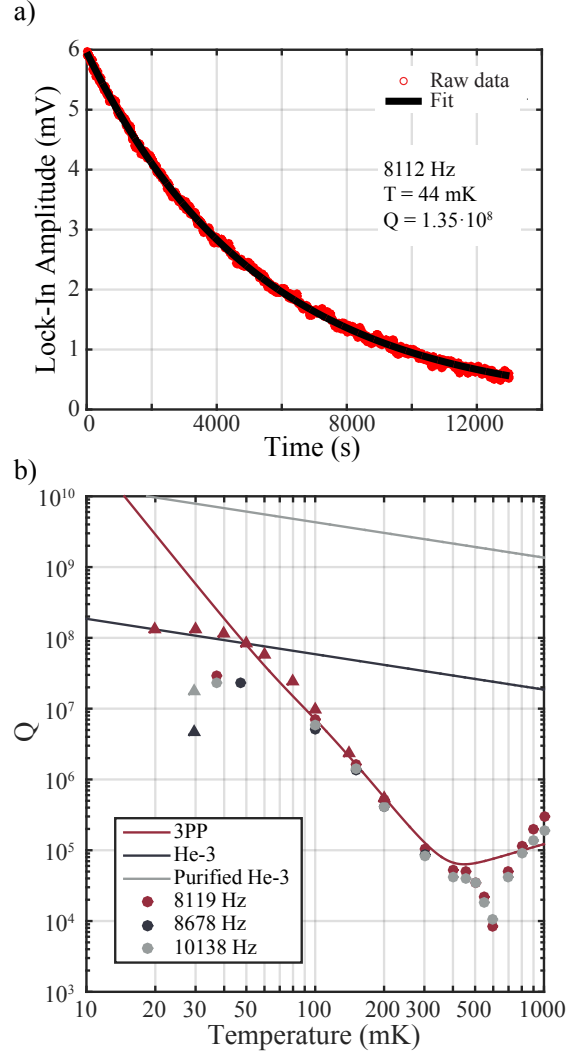 a)
6
5
4
3
2
1
0
Lock-In Amplitude (mV)
Raw data
Fit
8112 Hz
T = 44 mK
Q = 1.35·10⁸
0 4000 8000 12000
Time (s)
b)
10¹⁰
10⁹
10⁸
10⁷
10⁶
10⁵
10⁴
10³
Q
3PP
He-3
Purified He-3
8119 Hz
8678 Hz
10138 Hz
10 20 30 50 100 200 300 500 1000
Temperature (mK)